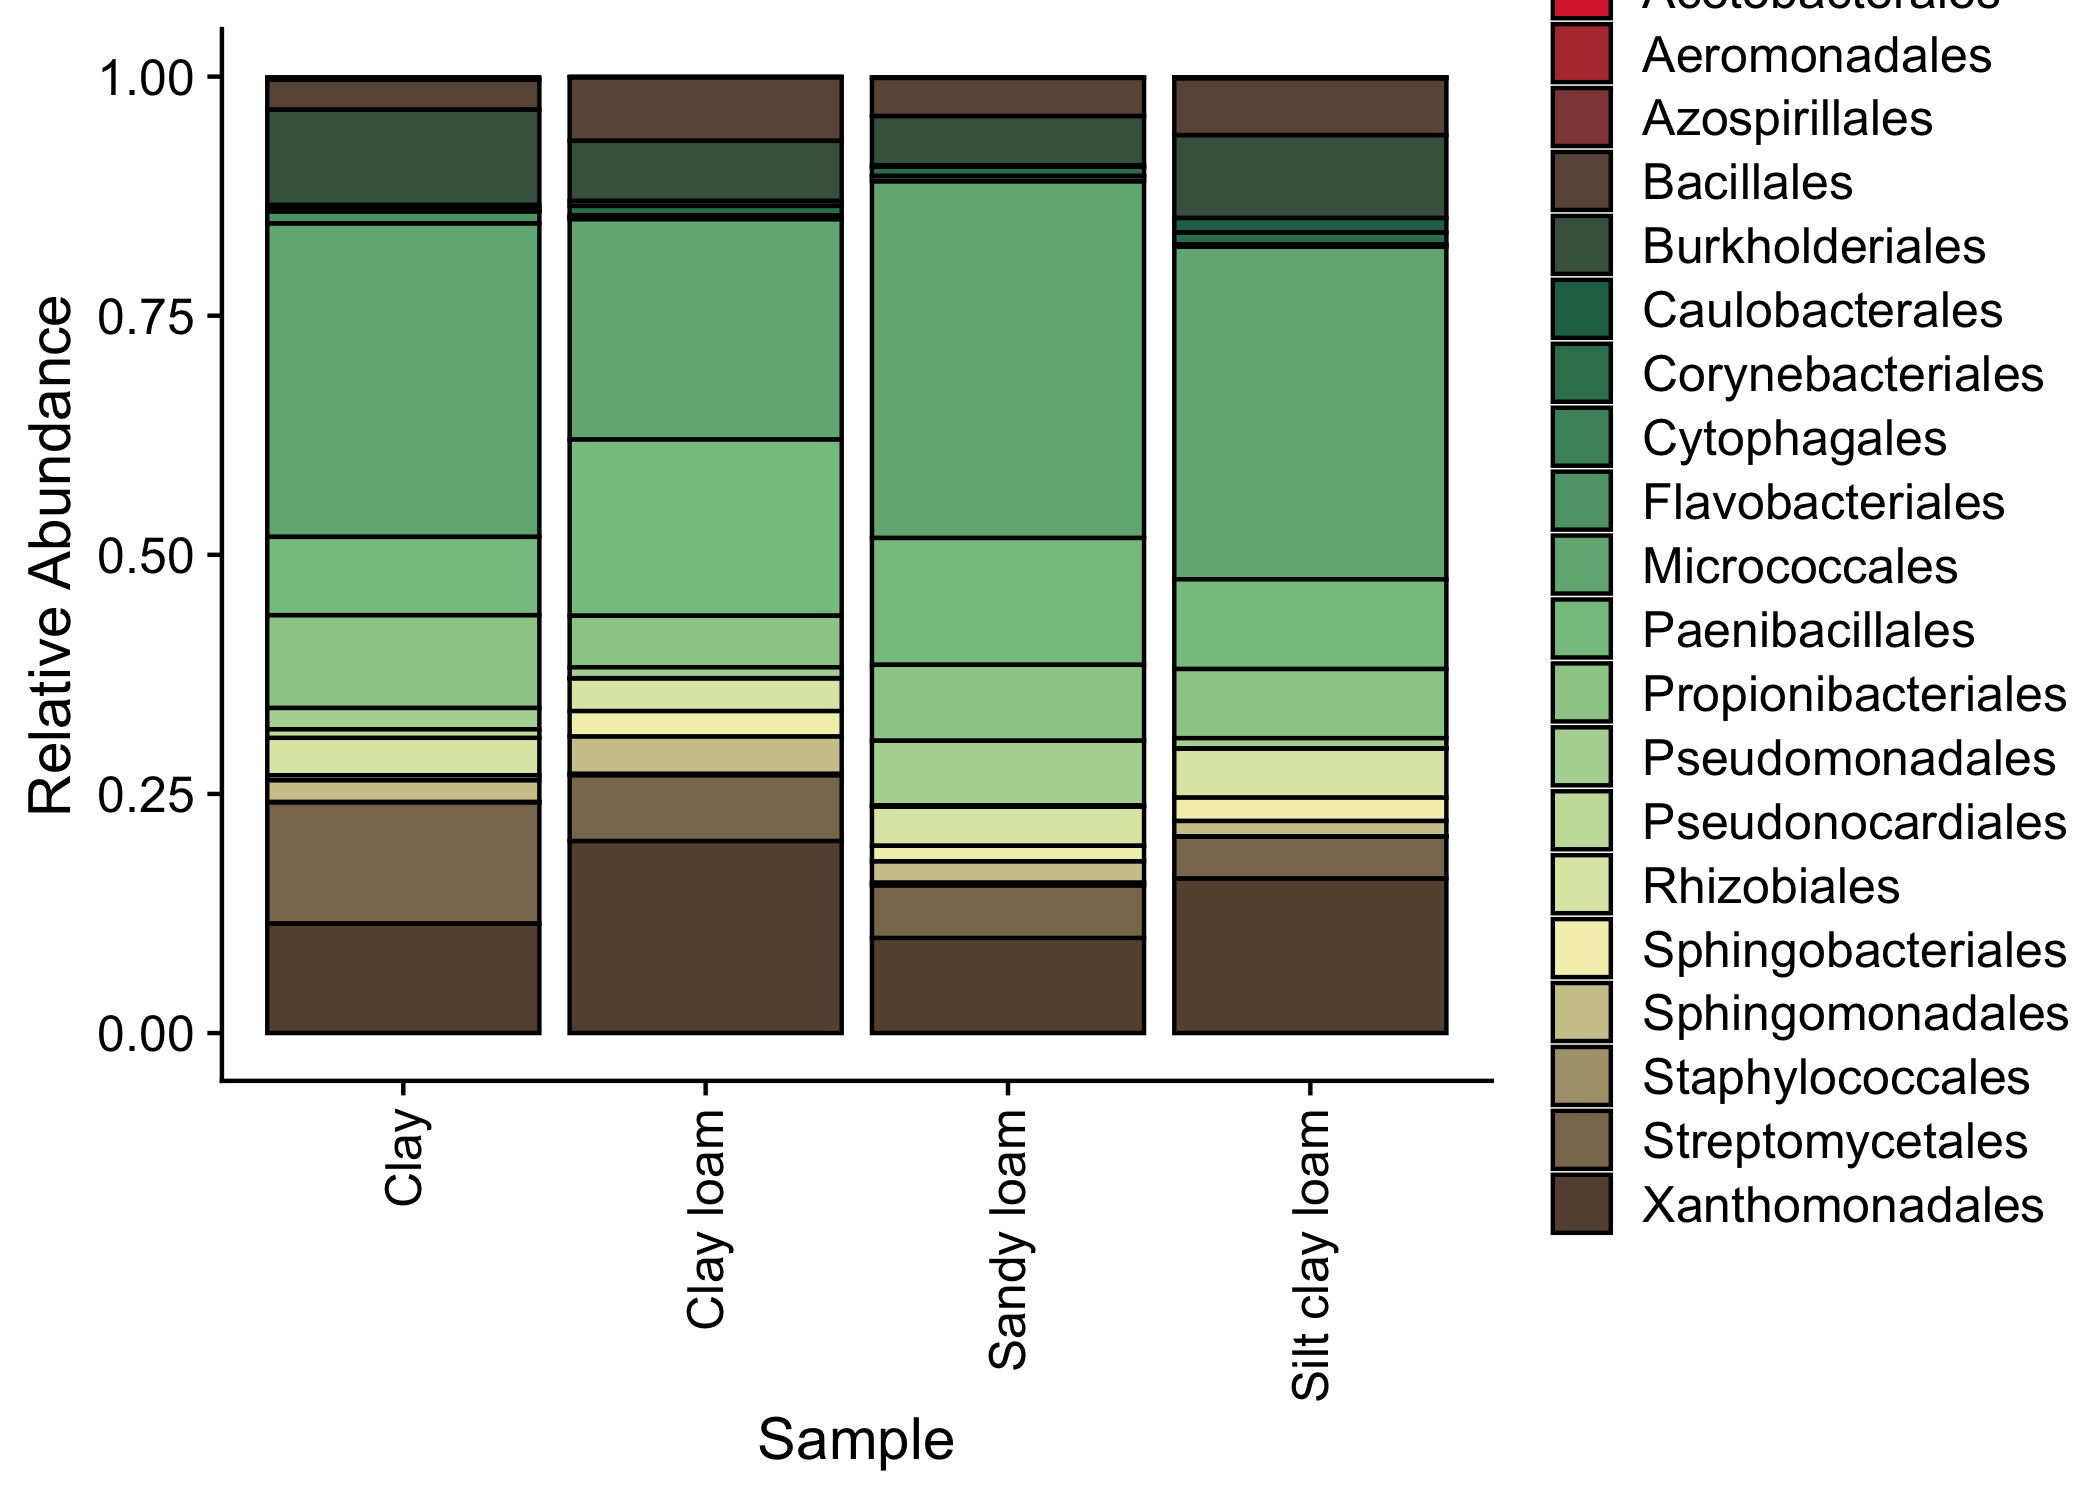 Relative Abundance
1.00
0.75
0.50
0.25
0.00
Clay
Clay loam
Sandy loam
Silt clay loam
Sample
Aeromonadales
Azospirillales
Bacillales
Burkholderiales
Caulobacterales
Corynebacteriales
Cytophagales
Flavobacteriales
Micrococcales
Paenibacillales
Propionibacteriales
Pseudomonadales
Pseudonocardiales
Rhizobiales
Sphingobacteriales
Sphingomonadales
Staphylococcales
Streptomycetales
Xanthomonadales